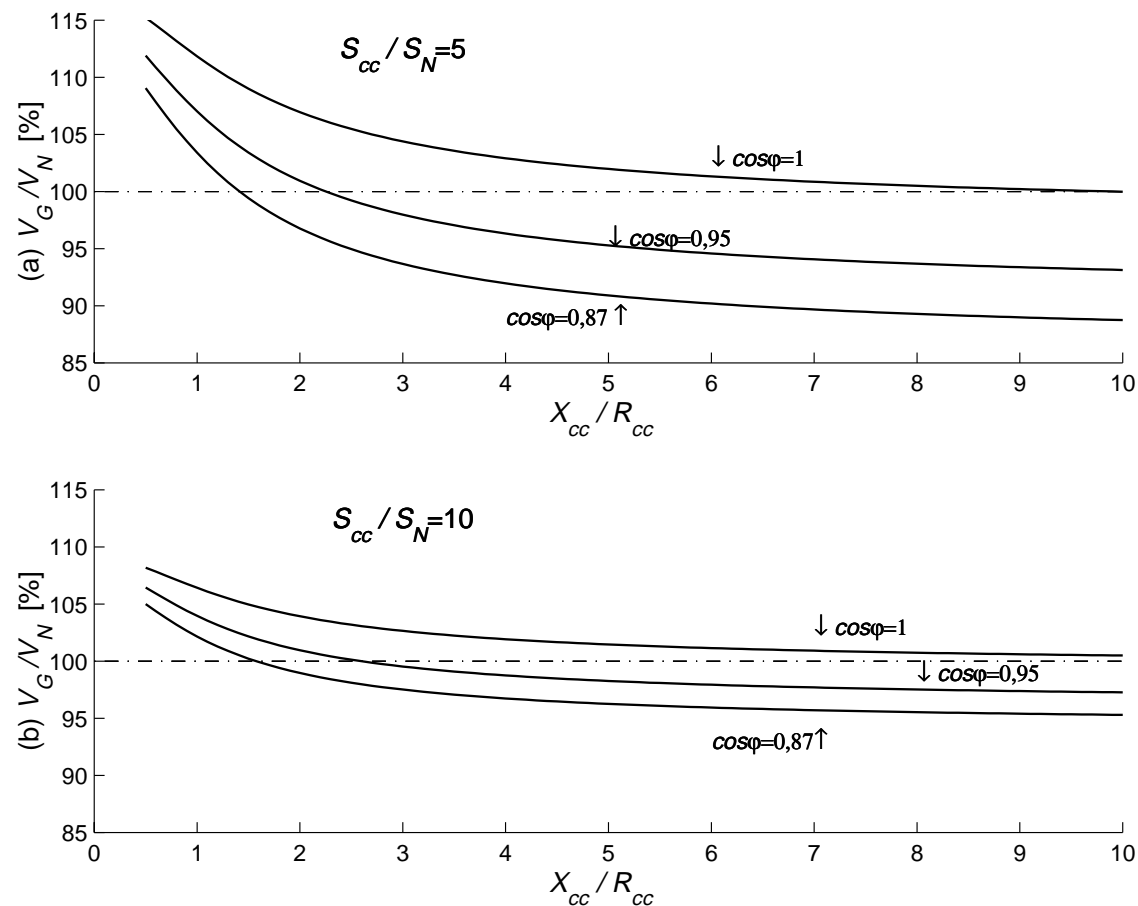 115
S_cc / S_N=5
110
105
↓ cosφ=1
100
95
↓ cosφ=0,95
90
cosφ=0,87 ↑
85
(a) V_G/V_N [%]
0 1 2 3 4 5 6 7 8 9 10
X_cc / R_cc
115
S_cc / S_N=10
110
105
↓ cosφ=1
100
↓ cosφ=0,95
95
cosφ=0,87↑
90
85
(b) V_G/V_N [%]
0 1 2 3 4 5 6 7 8 9 10
X_cc / R_cc